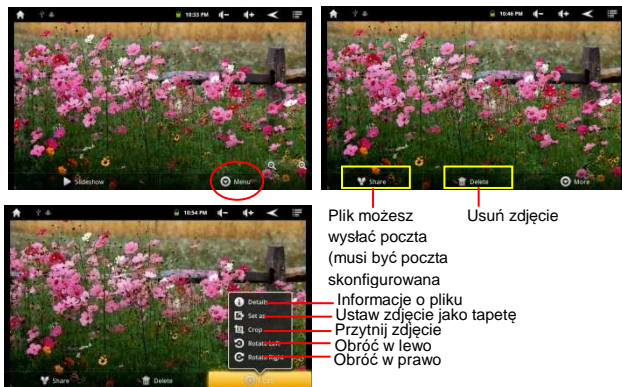 10:33 PM
Slideshow
Menu
10:46 PM
Share
Delete
More
Plik możesz
wysłać poczta
(musi być poczta
skonfigurowana
Usuń zdjęcie
10:54 PM
Details
Set as
Crop
Rotate Left
Rotate Right
Share
Delete
Informacje o pliku
Ustaw zdjęcie jako tapetę
Przytnij zdjęcie
Obróć w lewo
Obróć w prawo